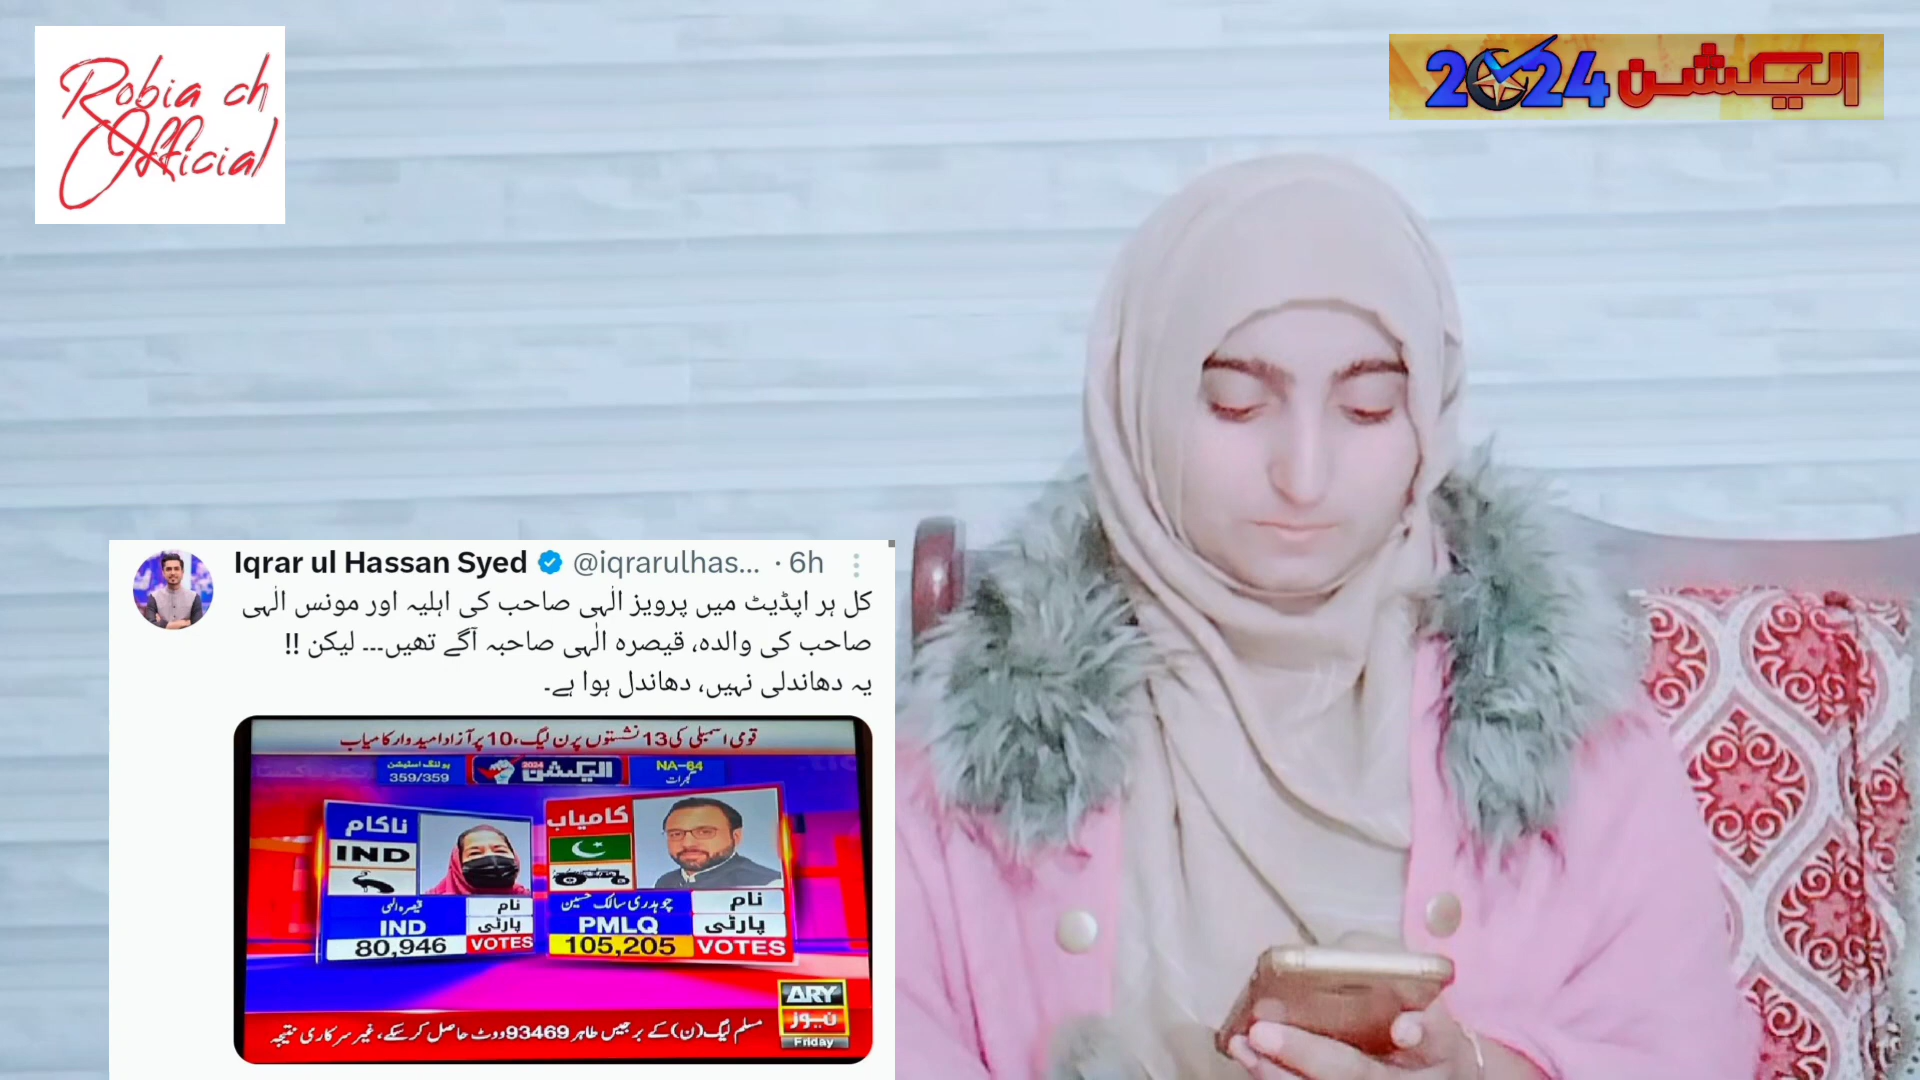 Robia ch
Official
الیکشن 2024
Iqrar ul Hassan Syed @iqrarulhas... · 6h
کل ہر اپڈیٹ میں پرویز الٰہی صاحب کی اہلیہ اور مونس الٰہی
صاحب کی والدہ، قیصرہ الٰہی صاحبہ آگے تھیں۔۔۔ لیکن !!
یہ دھاندلی نہیں، دھاندل ہوا ہے۔
قومی اسمبلی کی 13 نشستوں پر ن لیگ، 10 پر آزاد امیدوار کامیاب
پولنگ اسٹیشن
359/359
الیکشن 2024
NA-64
گجرات
ناکام
IND
کامیاب
قیصرہ الٰہی
نام
IND
پارٹی
80,946
VOTES
چوہدری سالک حسین
نام
PMLQ
پارٹی
105,205
VOTES
ARY
نیوز
Friday
مسلم لیگ (ن) کے برجیس طاہر 93469 ووٹ حاصل کر سکے، غیر سرکاری نتیجہ